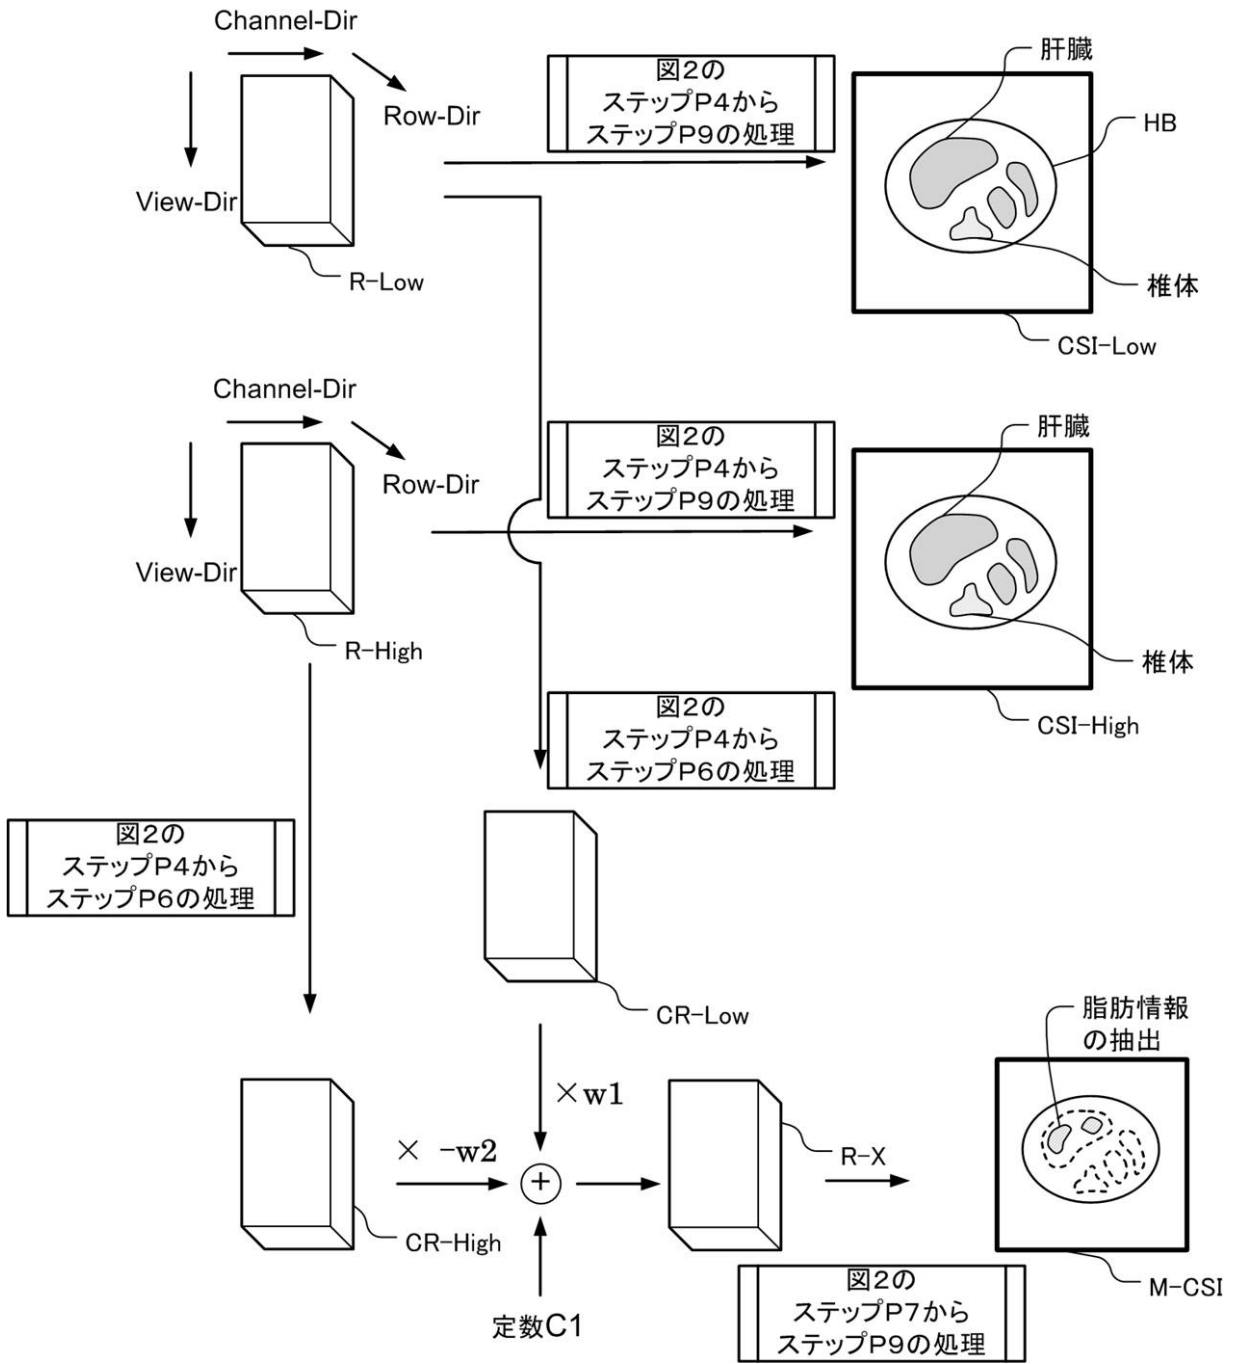 Channel-Dir
Row-Dir
View-Dir
R-Low
図2の
ステップP4から
ステップP9の処理
肝臓
HB
椎体
CSI-Low
Channel-Dir
Row-Dir
View-Dir
R-High
図2の
ステップP4から
ステップP9の処理
肝臓
椎体
CSI-High
図2の
ステップP4から
ステップP6の処理
図2の
ステップP4から
ステップP6の処理
CR-Low
脂肪情報
の抽出
×w1
× -w2
+
R-X
CR-High
定数C1
図2の
ステップP7から
ステップP9の処理
M-CSI